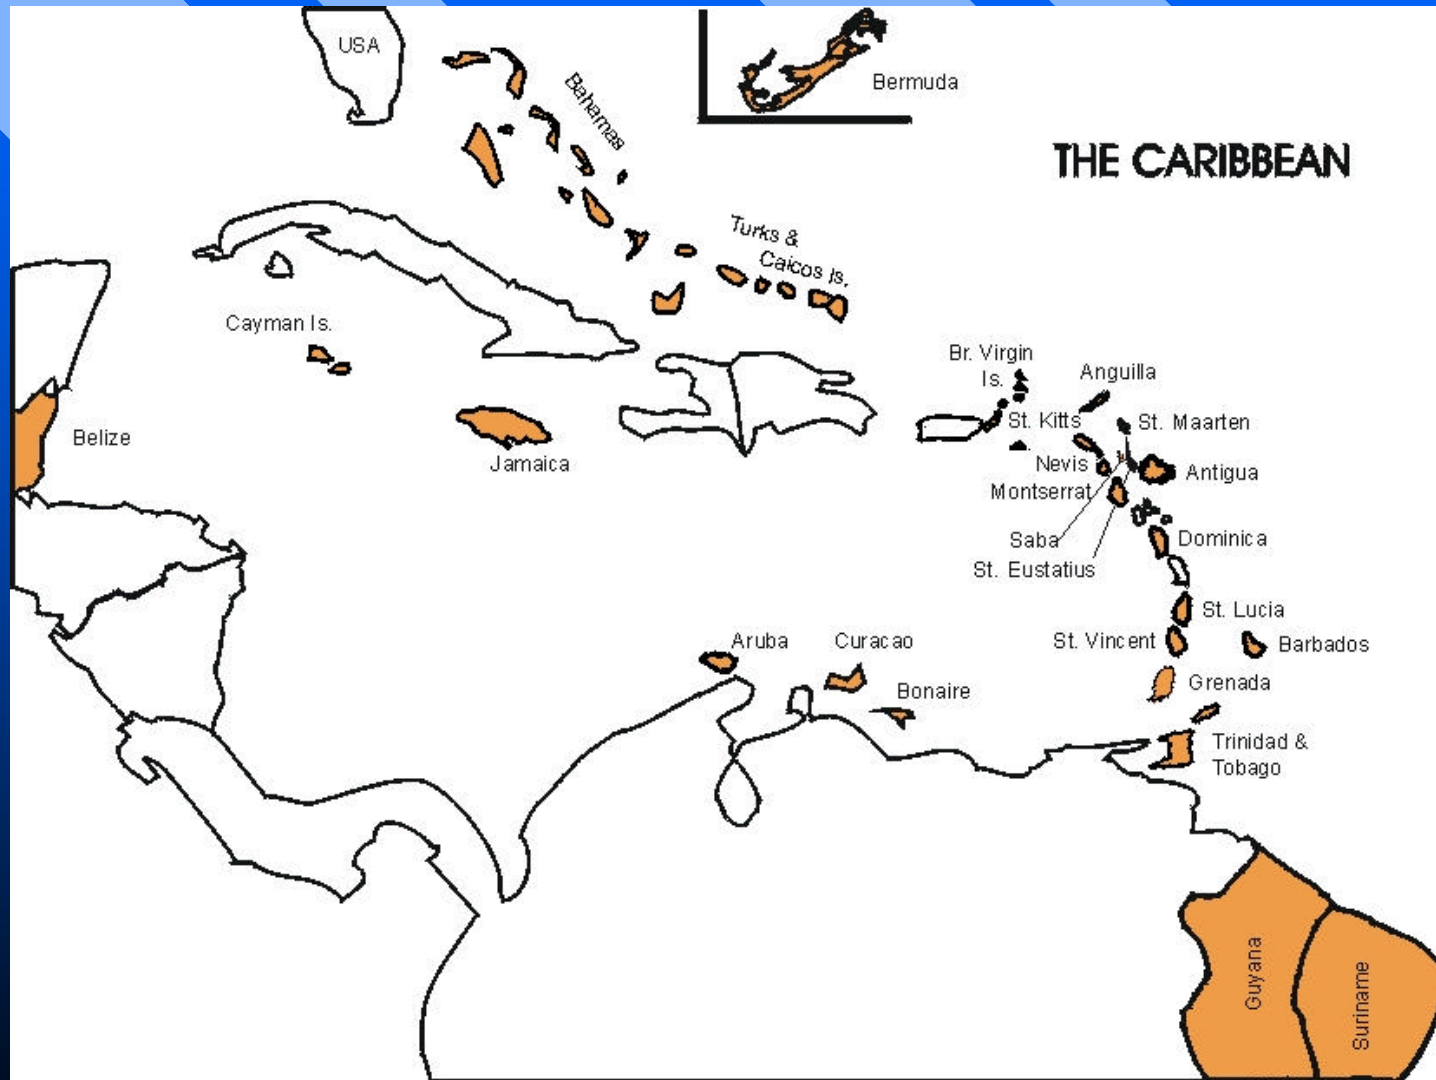 USA
Bahamas
Bermuda
THE CARIBBEAN
Turks &
Caicos Is.
Cayman Is.
Belize
Jamaica
Br. Virgin
Is.
Anguilla
St. Kitts
St. Maarten
Nevis
Antigua
Montserrat
Saba
Dominica
St. Eustatius
St. Lucia
Aruba
Curacao
St. Vincent
Barbados
Bonaire
Grenada
Trinidad &
Tobago
Guyana
Suriname